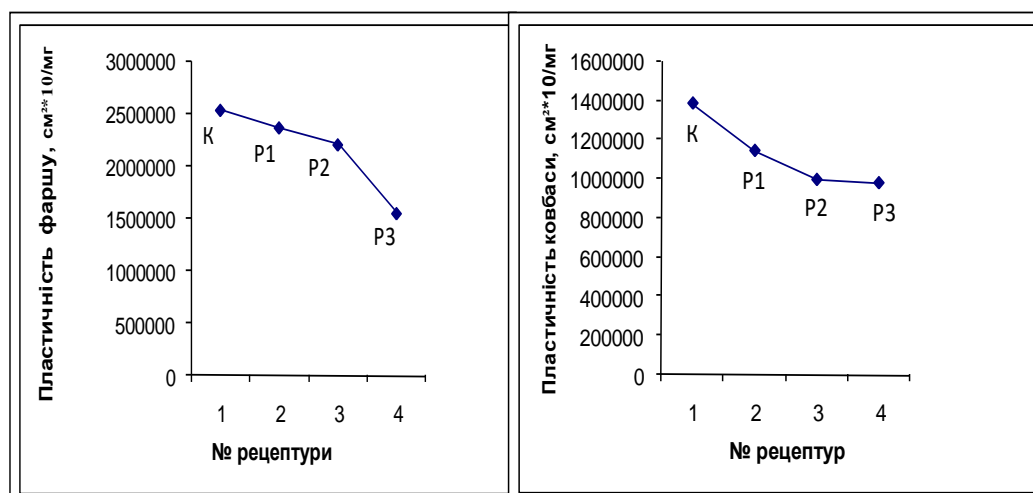 Пластичність фаршу, см²*10/мг
3000000
2500000
2000000
1500000
1000000
500000
0
К
Р1
Р2
Р3
1 2 3 4
№ рецептури
Пластичність ковбаси, см²*10/мг
1600000
1400000
1200000
1000000
800000
600000
400000
200000
0
К
Р1
Р2
Р3
1 2 3 4
№ рецептур